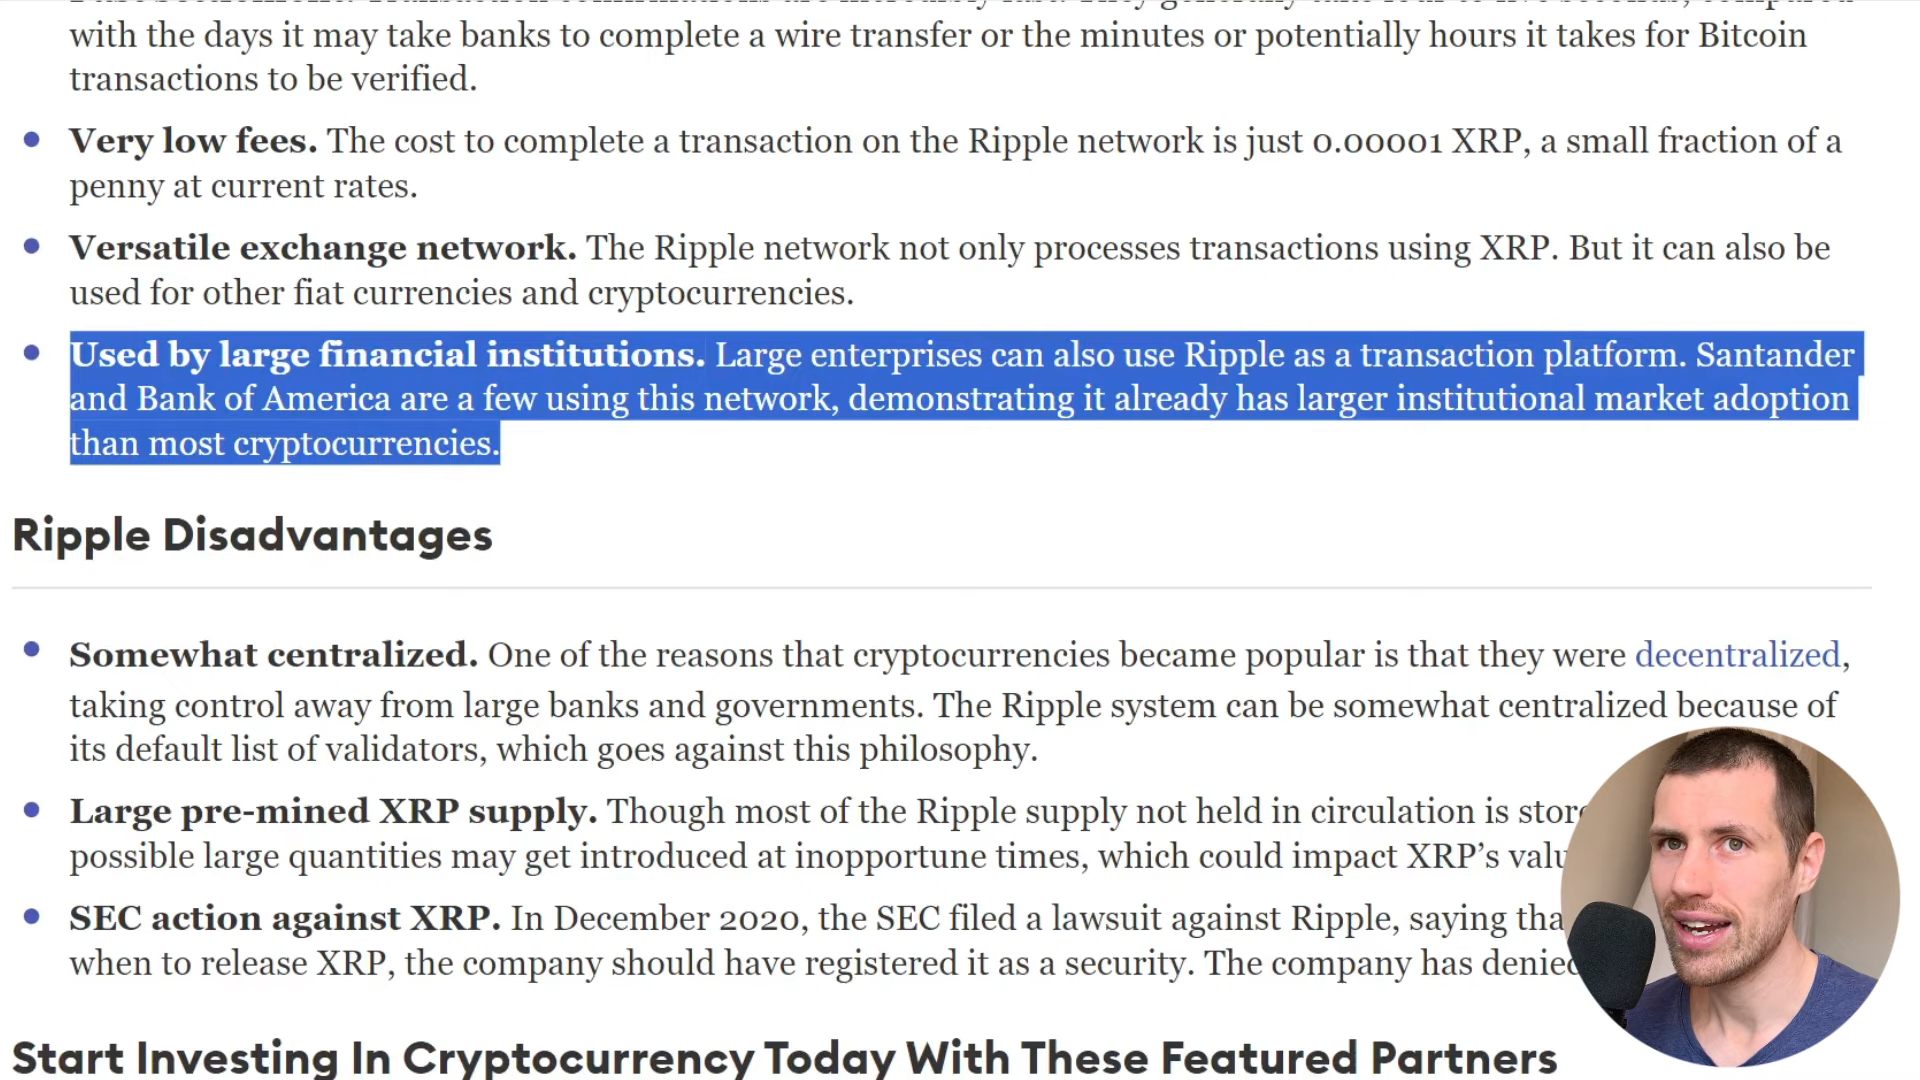 with the days it may take banks to complete a wire transfer or the minutes or potentially hours it takes for Bitcoin
transactions to be verified.
Very low fees. The cost to complete a transaction on the Ripple network is just 0.00001 XRP, a small fraction of a
penny at current rates.
Versatile exchange network. The Ripple network not only processes transactions using XRP. But it can also be
used for other fiat currencies and cryptocurrencies.
Used by large financial institutions. Large enterprises can also use Ripple as a transaction platform. Santander
and Bank of America are a few using this network, demonstrating it already has larger institutional market adoption
than most cryptocurrencies.
Ripple Disadvantages
Somewhat centralized. One of the reasons that cryptocurrencies became popular is that they were decentralized,
taking control away from large banks and governments. The Ripple system can be somewhat centralized because of
its default list of validators, which goes against this philosophy.
Large pre-mined XRP supply. Though most of the Ripple supply not held in circulation is
possible large quantities may get introduced at inopportune times, which could impact XRP’s
SEC action against XRP. In December 2020, the SEC filed a lawsuit against Ripple, saying
when to release XRP, the company should have registered it as a security. The company has
Start Investing In Cryptocurrency Today With These Featured Partners